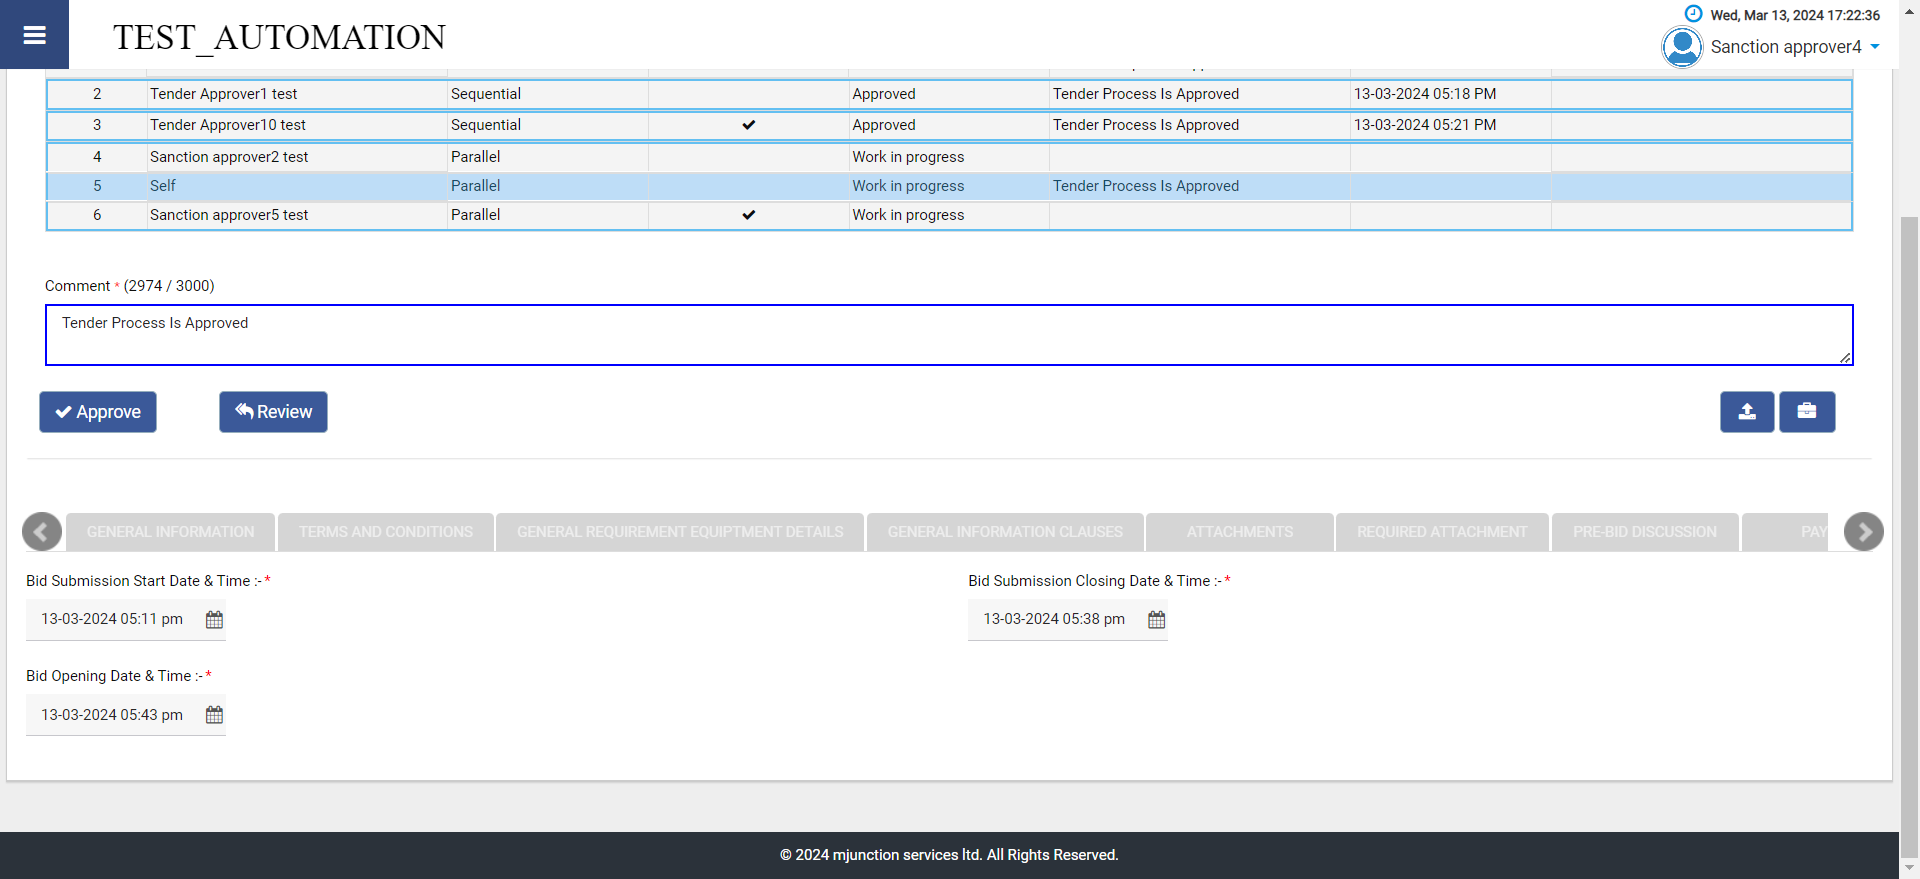 Wed, Mar 13, 2024 17:22:36
TEST_AUTOMATION
Sanction approver4
2 Tender Approver1 test Sequential Approved Tender Process Is Approved 13-03-2024 05:18 PM
3 Tender Approver10 test Sequential Approved Tender Process Is Approved 13-03-2024 05:21 PM
4 Sanction approver2 test Parallel Work in progress
5 Self Parallel Work in progress Tender Process Is Approved
6 Sanction approver5 test Parallel Work in progress
Comment * (2974 / 3000)
Tender Process Is Approved
Approve Review
GENERAL INFORMATION TERMS AND CONDITIONS GENERAL REQUIREMENT EQUIPTMENT DETAILS GENERAL INFORMATION CLAUSES ATTACHMENTS REQUIRED ATTACHMENT PRE-BID DISCUSSION PAY
Bid Submission Start Date & Time :- * Bid Submission Closing Date & Time :- *
13-03-2024 05:11 pm 13-03-2024 05:38 pm
Bid Opening Date & Time :- *
13-03-2024 05:43 pm
© 2024 mjunction services ltd. All Rights Reserved.